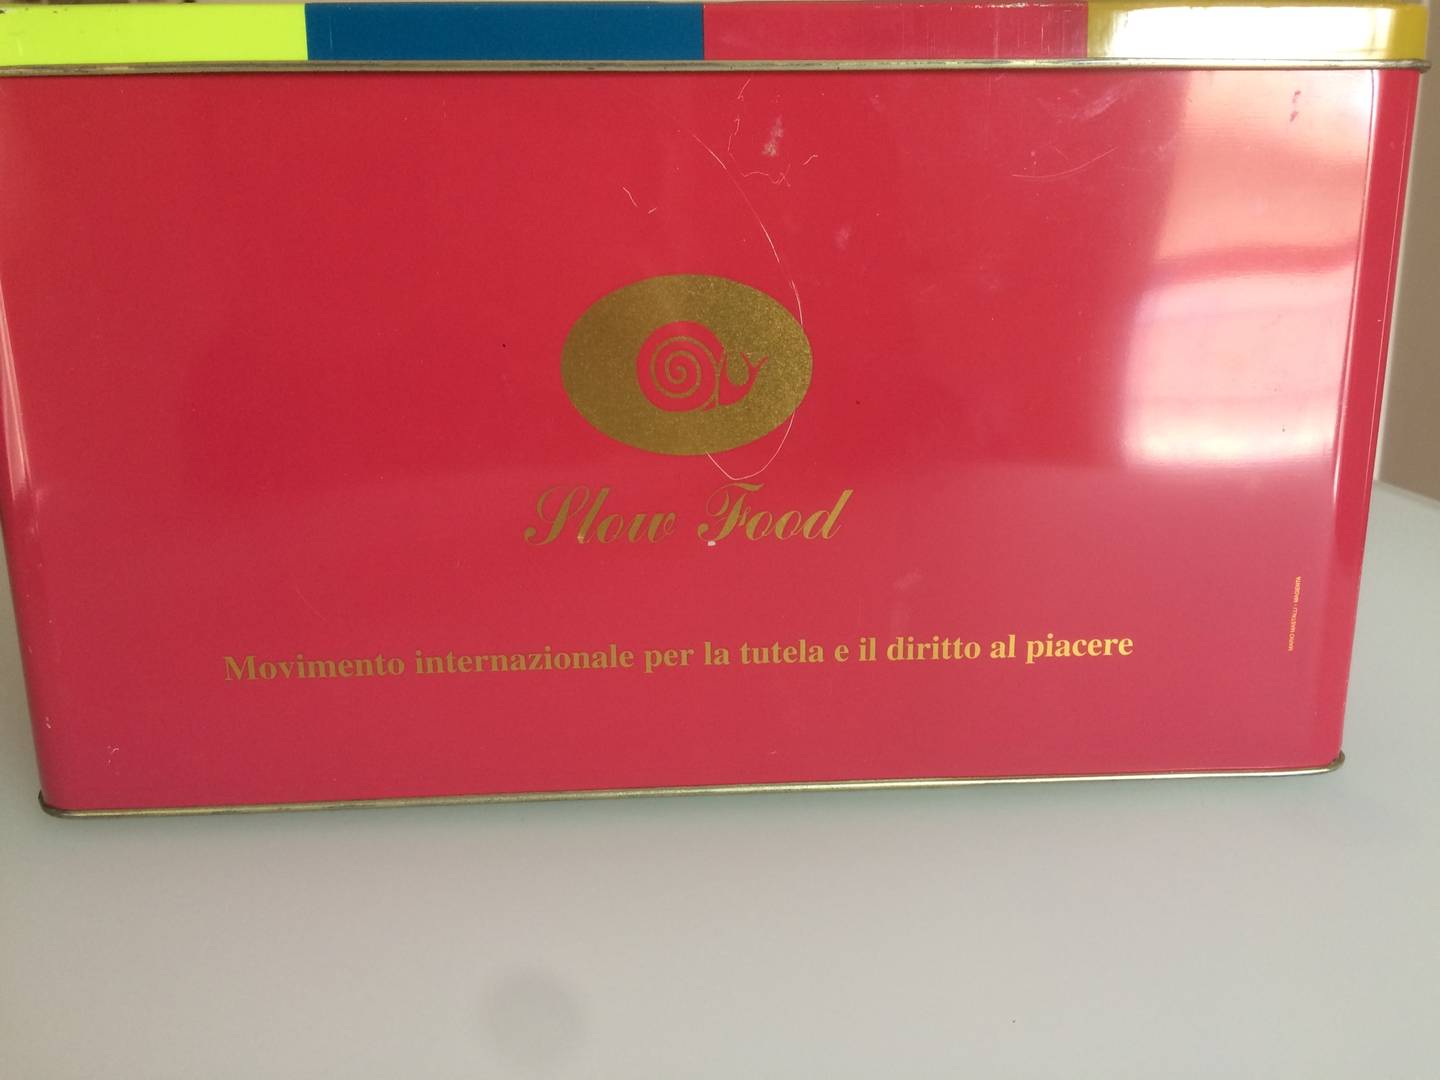 Slow Food
Movimento internazionale per la tutela e il diritto al piacere